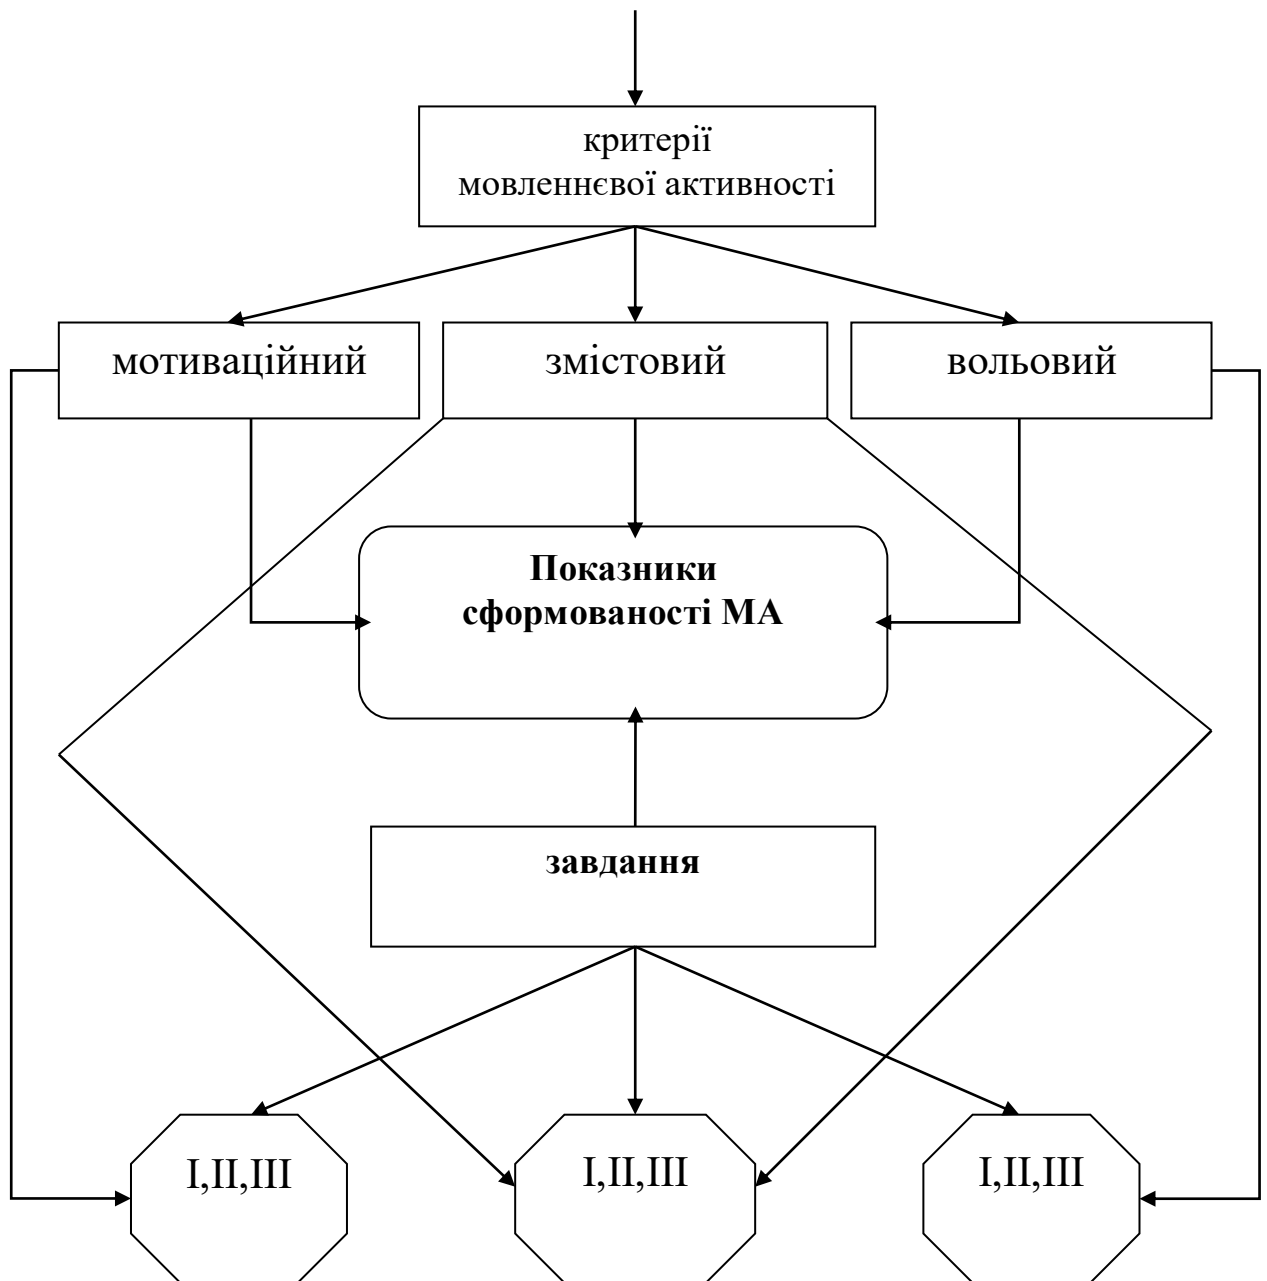 критерії
мовленнєвої активності
мотиваційний
змістовий
вольовий
Показники
сформованості МА
завдання
I,II,III
I,II,III
I,II,III